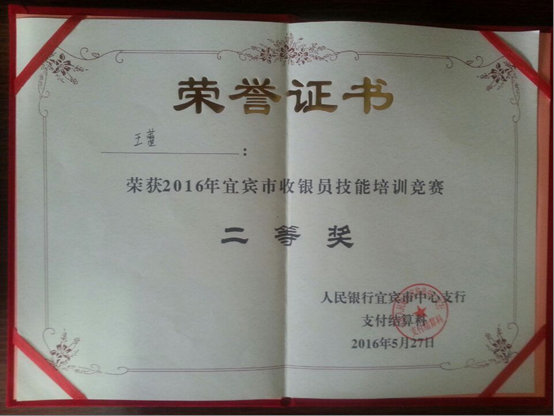 荣誉证书
王萱：
荣获2016年宜宾市收银员技能培训竞赛
二等奖
人民银行宜宾市中心支行
支付结算科
2016年5月27日